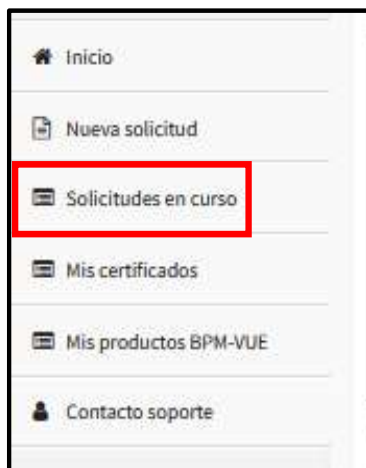 Inicio
Nueva solicitud
Solicitudes en curso
Mis certificados
Mis productos BPM-VUE
Contacto soporte